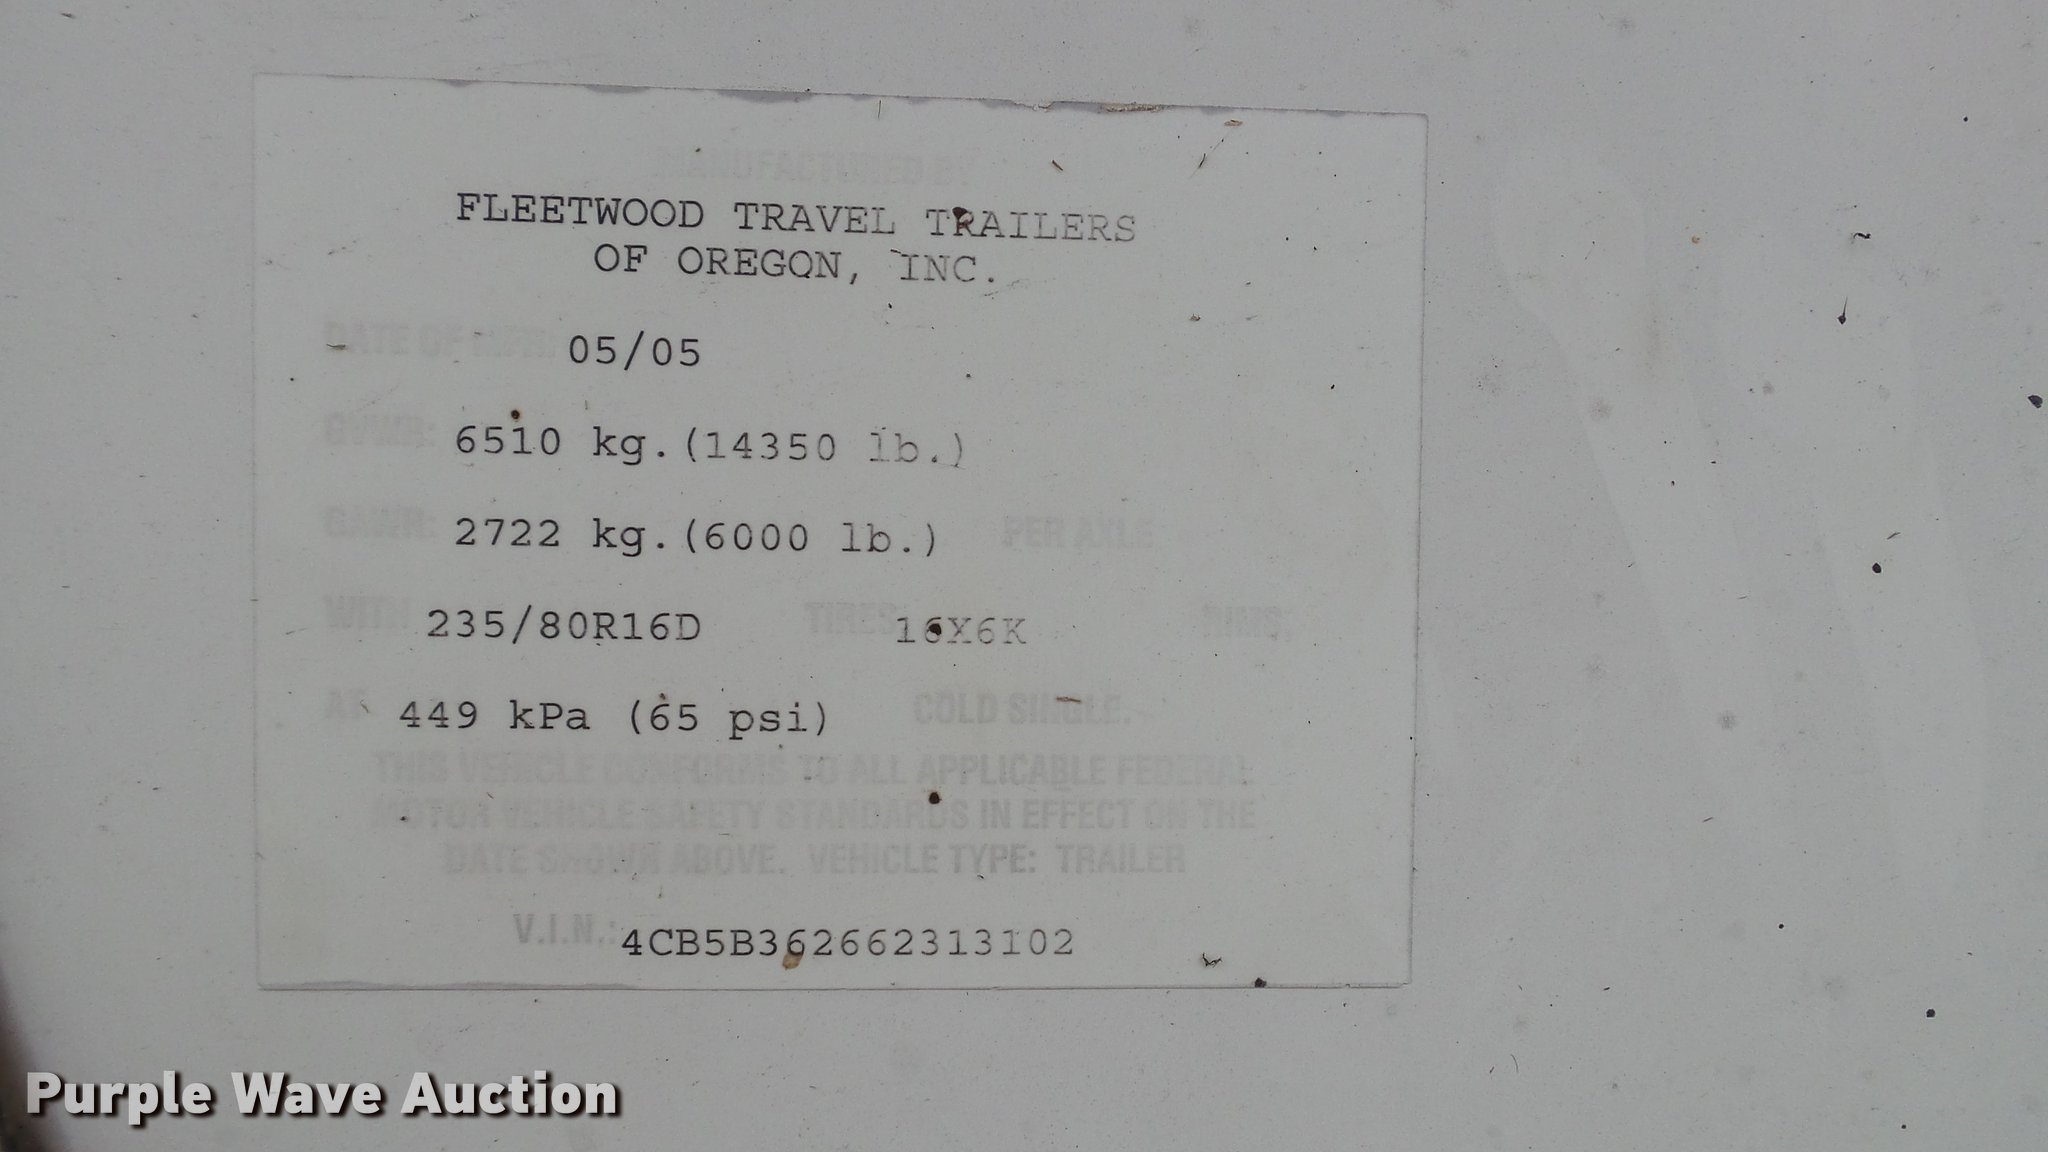 MANUFACTURED BY
FLEETWOOD TRAVEL TRAILERS
OF OREGON, INC.
DATE OF MFR: 05/05
GVWR: 6510 kg.(14350 lb.)
GAWR: 2722 kg.(6000 lb.) PER AXLE
WITH 235/80R16D TIRES 16X6K RIMS,
AT 449 kPa (65 psi) COLD SINGLE.
THIS VEHICLE CONFORMS TO ALL APPLICABLE FEDERAL
MOTOR VEHICLE SAFETY STANDARDS IN EFFECT ON THE
DATE SHOWN ABOVE. VEHICLE TYPE: TRAILER
V.I.N.: 4CB5B362662313102
Purple Wave Auction